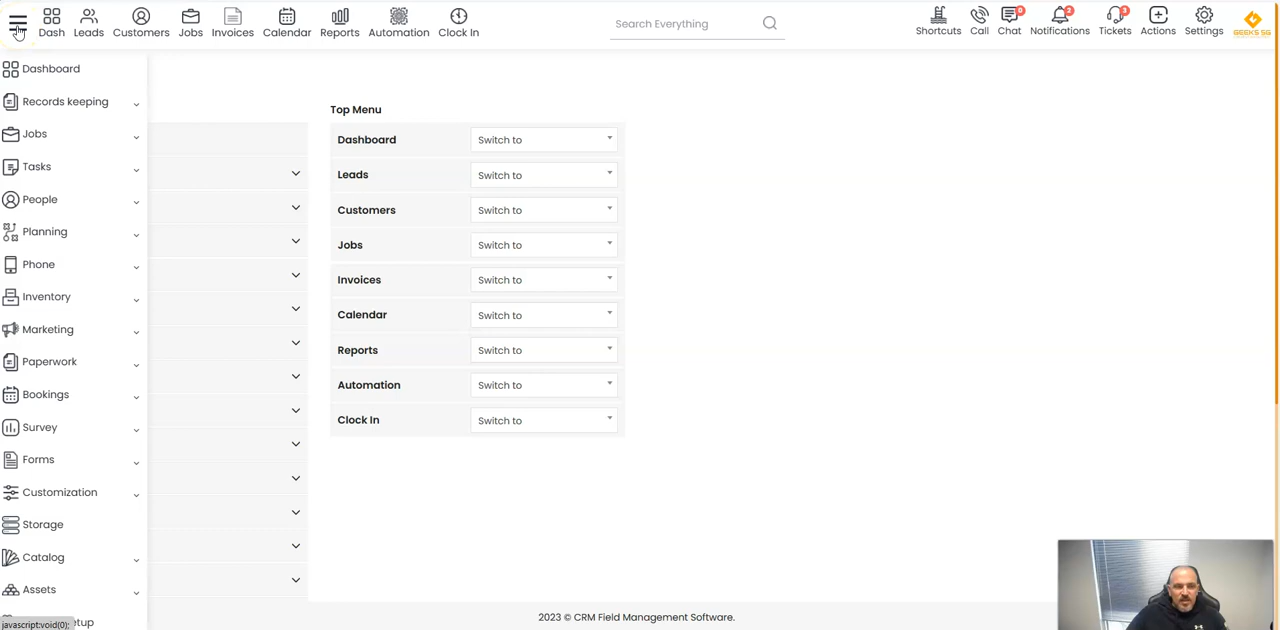 Dash
Leads
Customers
Jobs
Invoices
Calendar
Reports
Automation
Clock In
Search Everything
Shortcuts
Call
0
Chat
2
Notifications
3
Tickets
Actions
Settings
GEEKS SG
Dashboard
Records keeping
Jobs
Tasks
People
Planning
Phone
Inventory
Marketing
Paperwork
Bookings
Survey
Forms
Customization
Storage
Catalog
Assets
etup
javascript:void(0);
Top Menu
Dashboard Switch to
Leads Switch to
Customers Switch to
Jobs Switch to
Invoices Switch to
Calendar Switch to
Reports Switch to
Automation Switch to
Clock In Switch to
2023 © CRM Field Management Software.